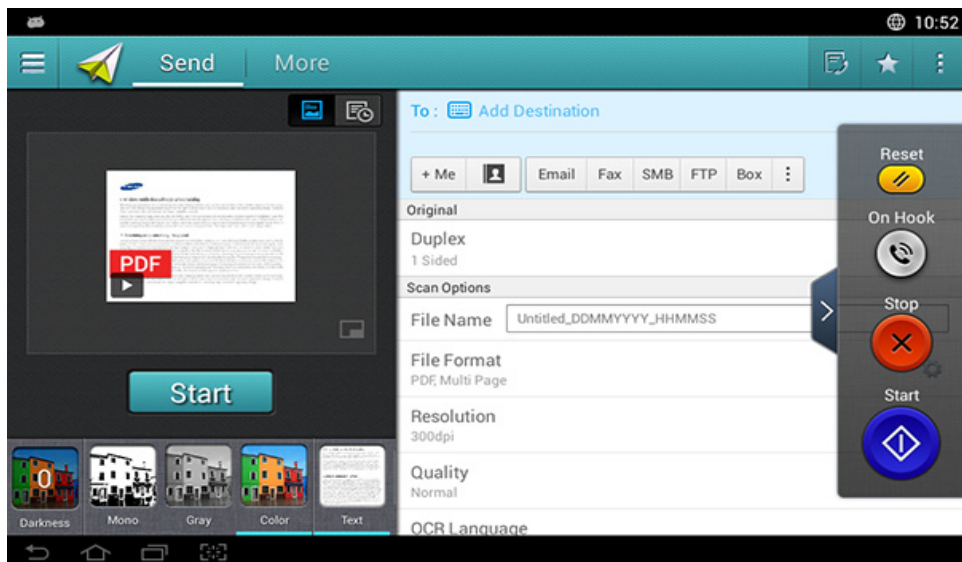 10:52
Send
More
To : Add Destination
+ Me
Email
Fax
SMB
FTP
Box
Reset
Original
On Hook
Duplex
1 Sided
PDF
Scan Options
Stop
File Name
Untitled_DDMMYYYY_HHMMSS
File Format
PDF, Multi Page
Start
Start
Resolution
300dpi
Quality
Normal
0
Darkness
Mono
Gray
Color
Text
OCR Language